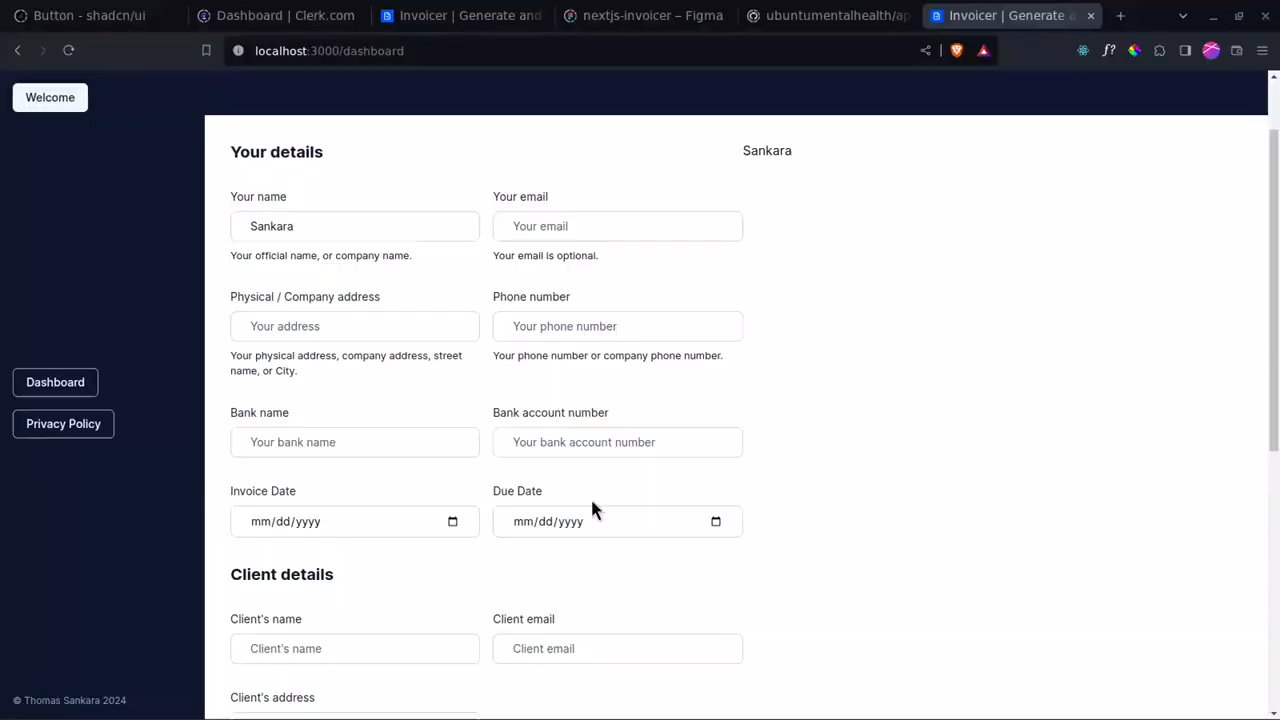 Button - shadcn/ui
Dashboard | Clerk.com
Invoicer | Generate and
nextjs-invoicer – Figma
ubuntumentalhealth/ap
Invoicer | Generate a
localhost:3000/dashboard
f?
Welcome
Your details
Sankara
Your name
Your email
Sankara
Your email
Your official name, or company name.
Your email is optional.
Physical / Company address
Phone number
Your address
Your phone number
Your physical address, company address, street
name, or City.
Your phone number or company phone number.
Dashboard
Privacy Policy
Bank name
Bank account number
Your bank name
Your bank account number
Invoice Date
Due Date
mm/dd/yyyy
mm/dd/yyyy
Client details
Client's name
Client email
Client's name
Client email
Client's address
© Thomas Sankara 2024